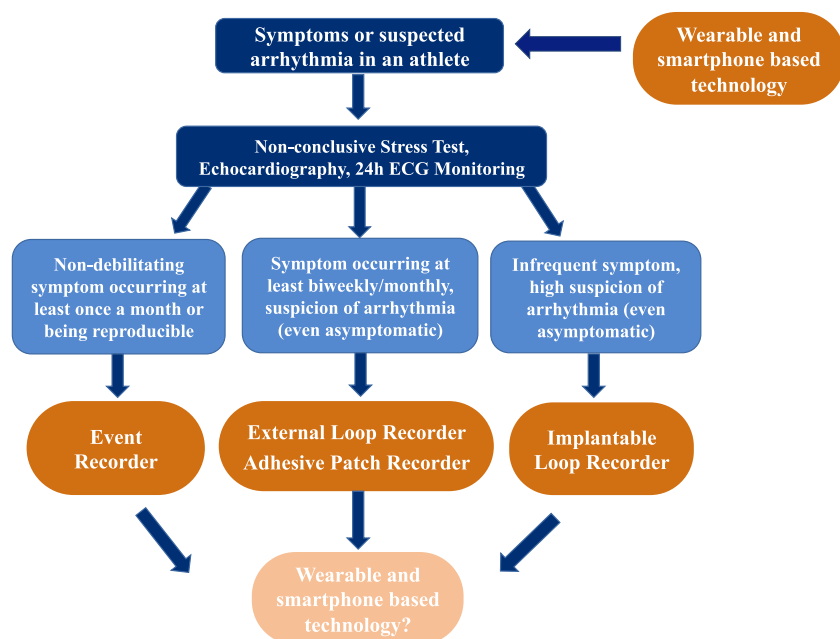 Symptoms or suspected
arrhythmia in an athlete
Wearable and
smartphone based
technology
Non-conclusive Stress Test,
Echocardiography, 24h ECG Monitoring
Non-debilitating
symptom occurring at
least once a month or
being reproducible
Symptom occurring at
least biweekly/monthly,
suspicion of arrhythmia
(even asymptomatic)
Infrequent symptom,
high suspicion of
arrhythmia (even
asymptomatic)
Event
Recorder
External Loop Recorder
Adhesive Patch Recorder
Implantable
Loop Recorder
Wearable and
smartphone based
technology?